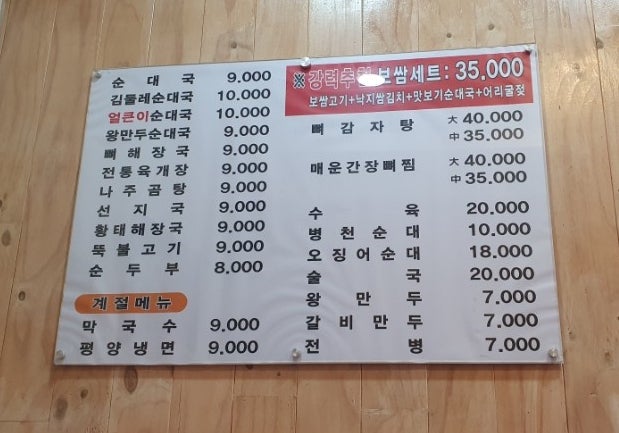 순대국 9.000
김둘레순대국 10.000
얼큰이순대국 10.000
왕만두순대국 9.000
뼈해장국 9.000
전통육개장 9.000
나주곰탕 9.000
선지국 9.000
황태해장국 9.000
뚝불고기 9.000
순두부 8.000
계절메뉴
막국수 9.000
평양냉면 9.000
※강력추천 보쌈세트: 35.000
보쌈고기+낙지쌈김치+맛보기순대국+어리굴젓
뼈감자탕 大 40.000
中 35.000
매운간장뼈찜 大 40.000
中 35.000
수육 20.000
병천순대 10.000
오징어순대 18.000
술국 20.000
왕만두 7.000
갈비만두 7.000
전병 7.000